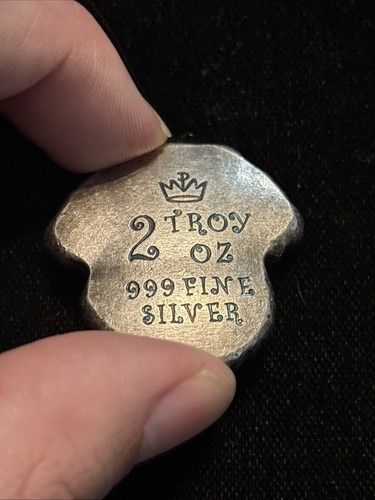 2 TROY
OZ
999 FINE
SILVER